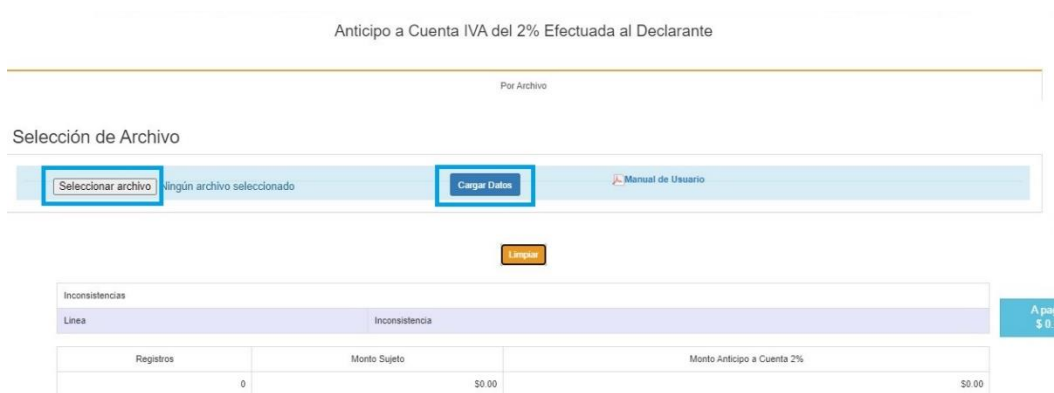 Anticipo a Cuenta IVA del 2% Efectuada al Declarante
Por Archivo
Selección de Archivo
Seleccionar archivo Ningún archivo seleccionado Cargar Datos Manual de Usuario
Limpiar
Inconsistencias
Linea Inconsistencia
A pag
$ 0.
Registros Monto Sujeto Monto Anticipo a Cuenta 2%
0 $0.00 $0.00